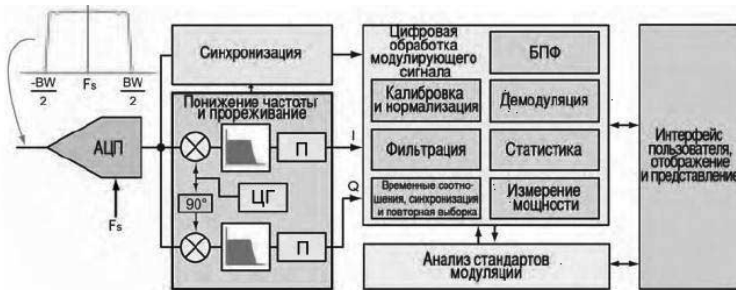 -BW
2
Fs
BW
2
АЦП
Fs
Синхронизация
Понижение частоты
и прореживание
П
I
ЦГ
90°
Q
П
Цифровая
обработка
модулирующего
сигнала
БПФ
Калибровка
и нормализация
Демодуляция
Фильтрация
Статистика
Временные соотно-
шения, синхронизация
и повторная выборка
Измерение
мощности
Анализ стандартов
модуляции
Интерфейс
пользователя,
отображение
и представление